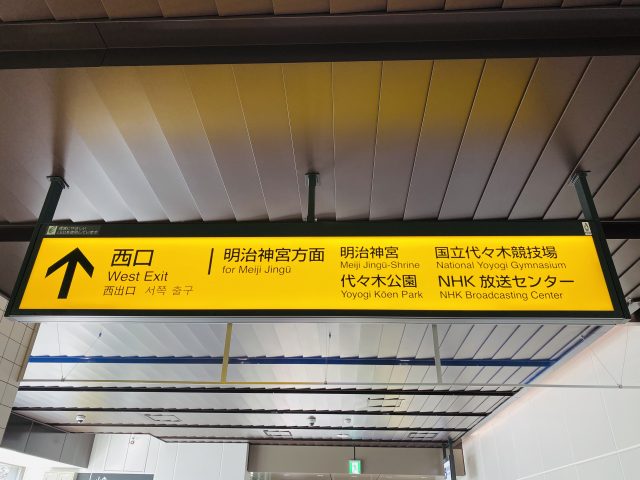 西口
West Exit
西出口 서쪽 출구
明治神宮方面
for Meiji Jingū
明治神宮
Meiji Jingū-Shrine
代々木公園
Yoyogi Kōen Park
国立代々木競技場
National Yoyogi Gymnasium
NHK 放送センター
NHK Broadcasting Center